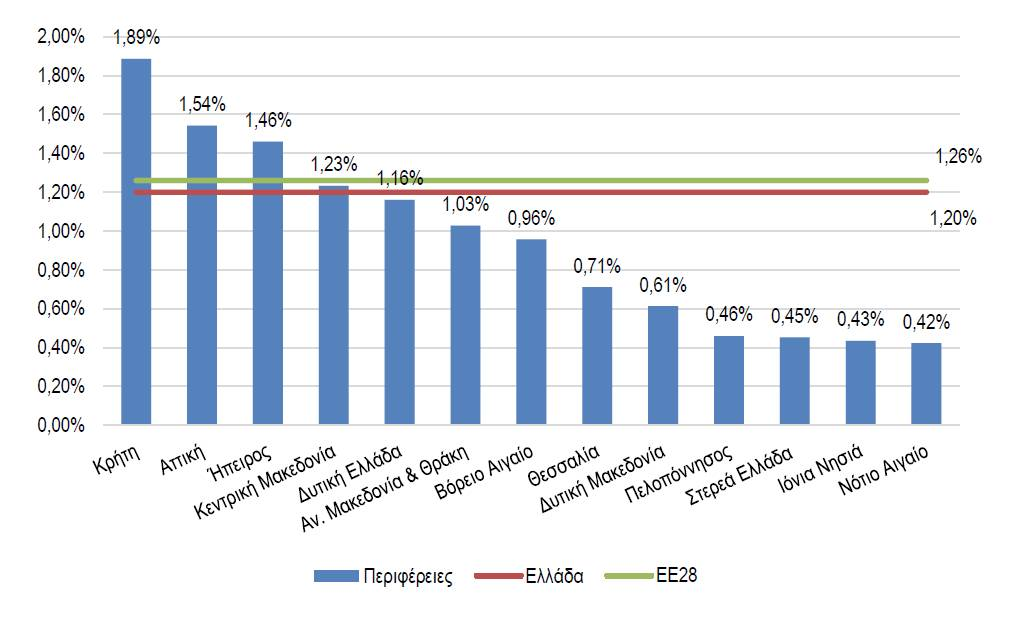 2,00%
1,80%
1,60%
1,40%
1,20%
1,00%
0,80%
0,60%
0,40%
0,20%
0,00%
1,89%
1,54%
1,46%
1,23%
1,16%
1,03%
0,96%
0,71%
0,61%
0,46%
0,45%
0,43%
0,42%
1,26%
1,20%
Κρήτη
Αττική
Ήπειρος
Κεντρική Μακεδονία
Δυτική Ελλάδα
Αν. Μακεδονία & Θράκη
Βόρειο Αιγαίο
Θεσσαλία
Δυτική Μακεδονία
Πελοπόννησος
Στερεά Ελλάδα
Ιόνια Νησιά
Νότιο Αιγαίο
Περιφέρειες
Ελλάδα
ΕΕ28